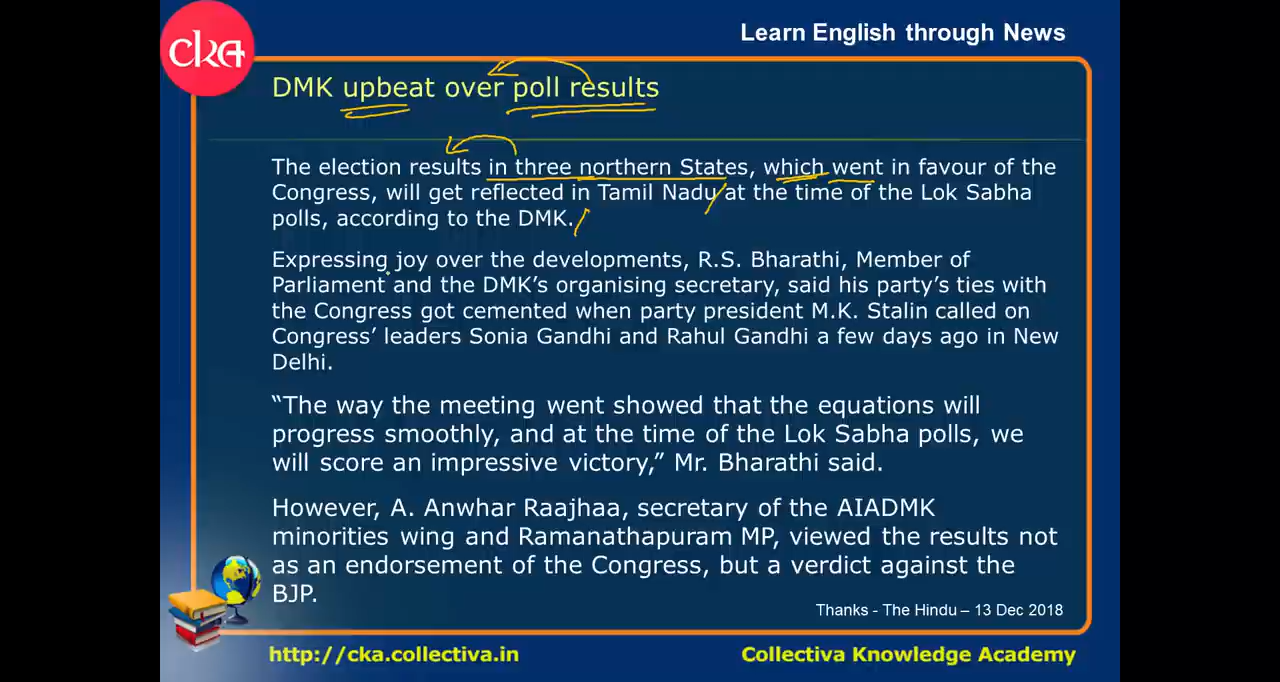 cka
Learn English through News
DMK upbeat over poll results
The election results in three northern States, which went in favour of the
Congress, will get reflected in Tamil Nadu at the time of the Lok Sabha
polls, according to the DMK.
Expressing joy over the developments, R.S. Bharathi, Member of
Parliament and the DMK’s organising secretary, said his party’s ties with
the Congress got cemented when party president M.K. Stalin called on
Congress’ leaders Sonia Gandhi and Rahul Gandhi a few days ago in New
Delhi.
“The way the meeting went showed that the equations will
progress smoothly, and at the time of the Lok Sabha polls, we
will score an impressive victory,” Mr. Bharathi said.
However, A. Anwhar Raajhaa, secretary of the AIADMK
minorities wing and Ramanathapuram MP, viewed the results not
as an endorsement of the Congress, but a verdict against the
BJP.
Thanks - The Hindu – 13 Dec 2018
http://cka.collectiva.in
Collectiva Knowledge Academy